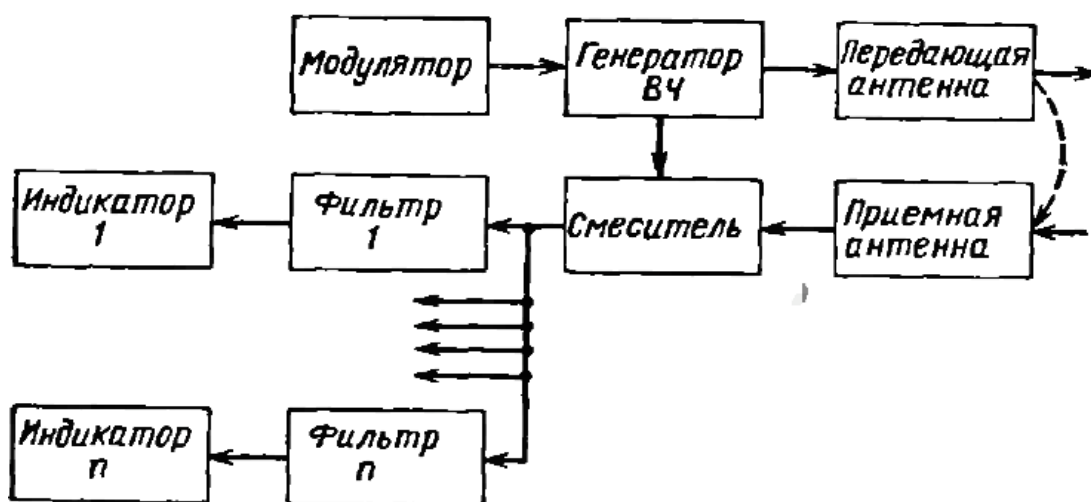 Модулятор
Генератор
ВЧ
Передающая
антенна
Индикатор
1
Фильтр
1
Смеситель
Приемная
антенна
Индикатор
п
Фильтр
п